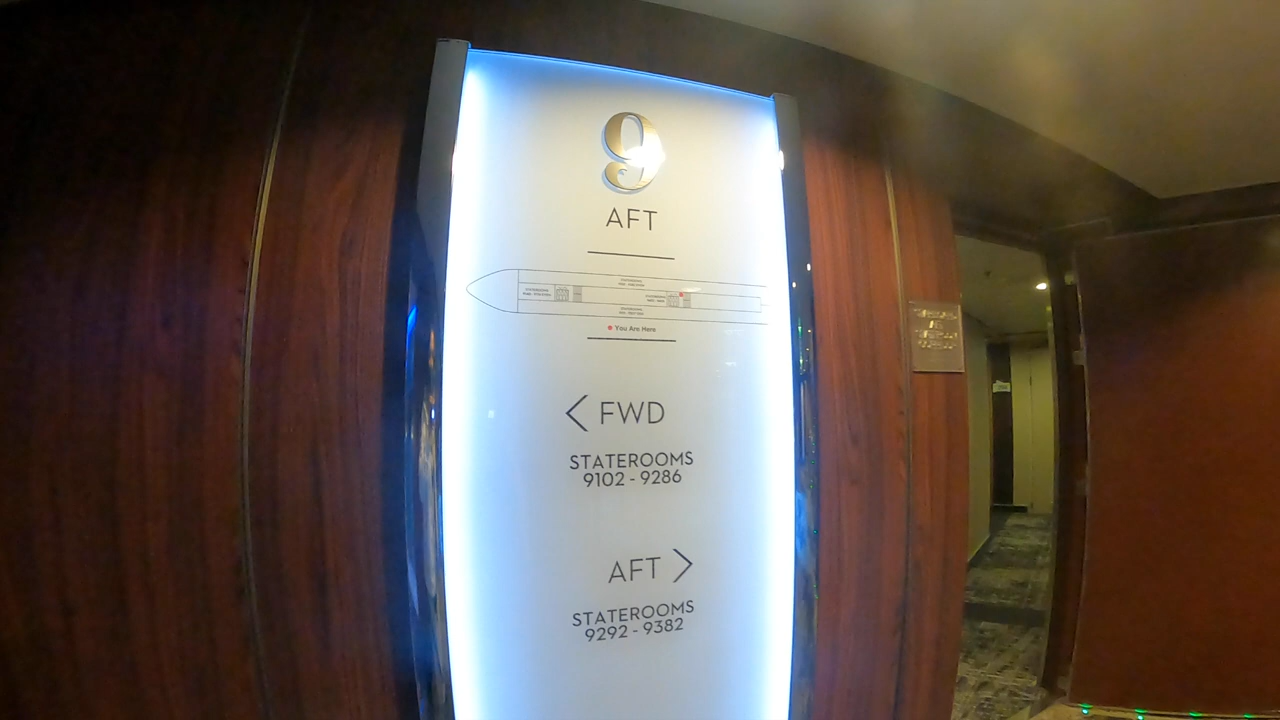 9
AFT
You Are Here
< FWD
STATEROOMS
9102 - 9286
AFT >
STATEROOMS
9292 - 9382